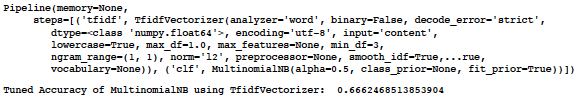 Pipeline(memory=None,
steps=[('tfidf', TfidfVectorizer(analyzer='word', binary=False, decode_error='strict',
dtype=<class 'numpy.float64'>, encoding='utf-8', input='content',
lowercase=True, max_df=1.0, max_features=None, min_df=3,
ngram_range=(1, 1), norm='l2', preprocessor=None, smooth_idf=True,...rue,
vocabulary=None)), ('clf', MultinomialNB(alpha=0.5, class_prior=None, fit_prior=True))])
Tuned Accuracy of MultinomialNB using TfidfVectorizer:  0.6662468513853904